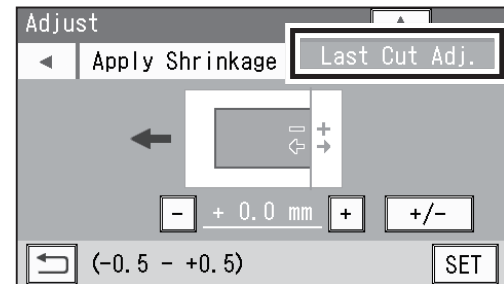 Adjust
Apply Shrinkage Last Cut Adj.
- +
- + 0.0 mm + +/-
(-0.5 - +0.5) SET